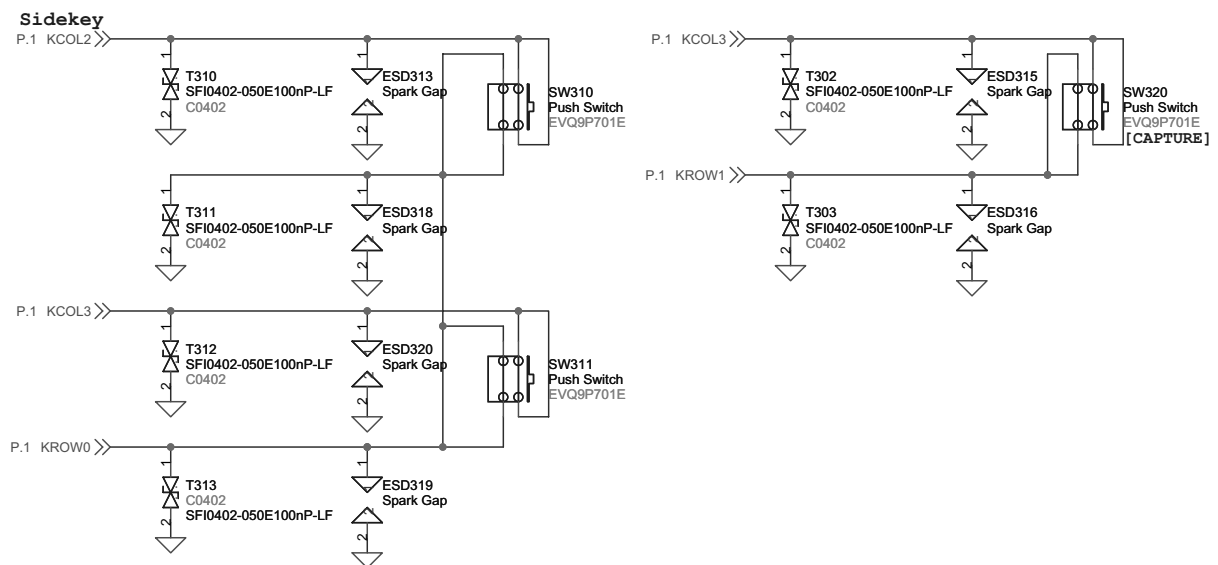 Sidekey
P.1 KCOL2
1
T310
SFI0402-050E100nP-LF
C0402
2
1
ESD313
Spark Gap
2
SW310
Push Switch
EVQ9P701E
1
T311
SFI0402-050E100nP-LF
C0402
2
1
ESD318
Spark Gap
2
P.1 KCOL3
1
T312
SFI0402-050E100nP-LF
C0402
2
1
ESD320
Spark Gap
2
SW311
Push Switch
EVQ9P701E
P.1 KROW0
1
T313
C0402
SFI0402-050E100nP-LF
2
1
ESD319
Spark Gap
2
P.1 KCOL3
1
T302
SFI0402-050E100nP-LF
C0402
2
1
ESD315
Spark Gap
2
SW320
Push Switch
EVQ9P701E
[CAPTURE]
P.1 KROW1
1
T303
SFI0402-050E100nP-LF
C0402
2
1
ESD316
Spark Gap
2